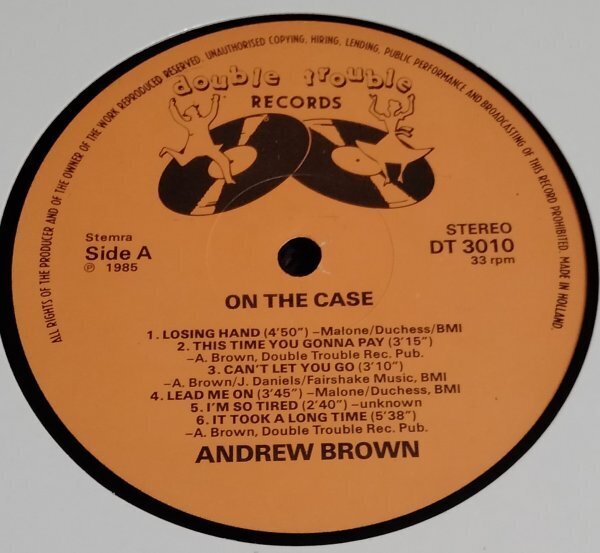 ALL RIGHTS OF THE PRODUCER AND OF THE OWNER OF THE WORK REPRODUCED RESERVED. UNAUTHORISED COPYING, HIRING, LENDING, PUBLIC PERFORMANCE AND BROADCASTING OF THIS RECORD PROHIBITED. MADE IN HOLLAND.
double trouble
RECORDS
Stemra
Side A
℗ 1985
STEREO
DT 3010
33 rpm
ON THE CASE
1. LOSING HAND (4'50") –Malone/Duchess/BMI
2. THIS TIME YOU GONNA PAY (3'15")
–A. Brown, Double Trouble Rec. Pub.
3. CAN'T LET YOU GO (3'10")
–A. Brown/J. Daniels/Fairshake Music, BMI
4. LEAD ME ON (3'45") –Malone/Duchess, BMI
5. I'M SO TIRED (2'40") –unknown
6. IT TOOK A LONG TIME (5'38")
–A. Brown, Double Trouble Rec. Pub.
ANDREW BROWN